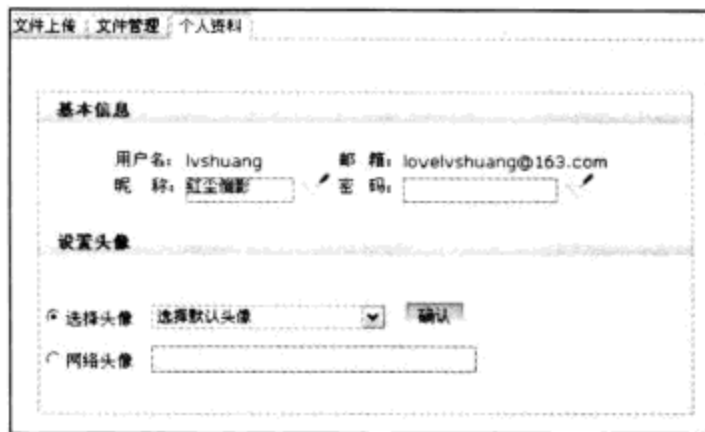 文件上传 文件管理 个人资料
基本信息
用户名: lvshuang 邮 箱: lovelvshuang@163.com
昵 称: 红尘倩影 密 码:
设置头像
选择头像 选择默认头像 确认
网络头像